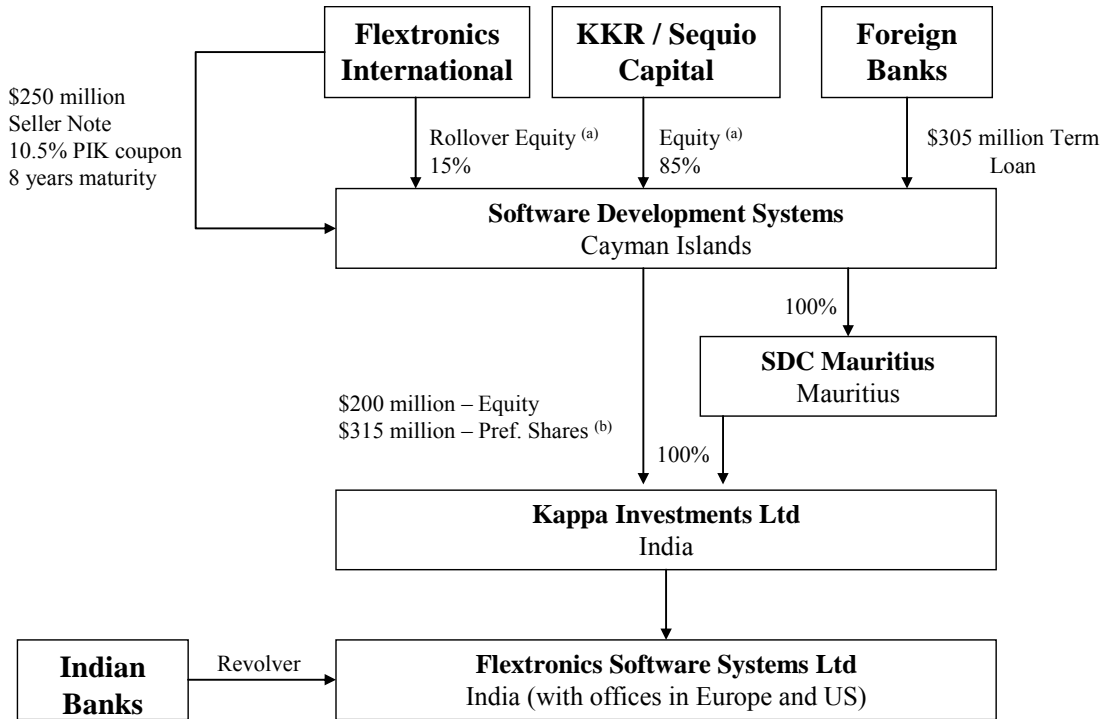 Flextronics
International
KKR / Sequio
Capital
Foreign
Banks
$250 million
Seller Note
10.5% PIK coupon
8 years maturity
Rollover Equity (a)
15%
Equity (a)
85%
$305 million Term
Loan
Software Development Systems
Cayman Islands
100%
SDC Mauritius
Mauritius
$200 million – Equity
$315 million – Pref. Shares (b)
100%
Kappa Investments Ltd
India
Indian
Banks
Revolver
Flextronics Software Systems Ltd
India (with offices in Europe and US)